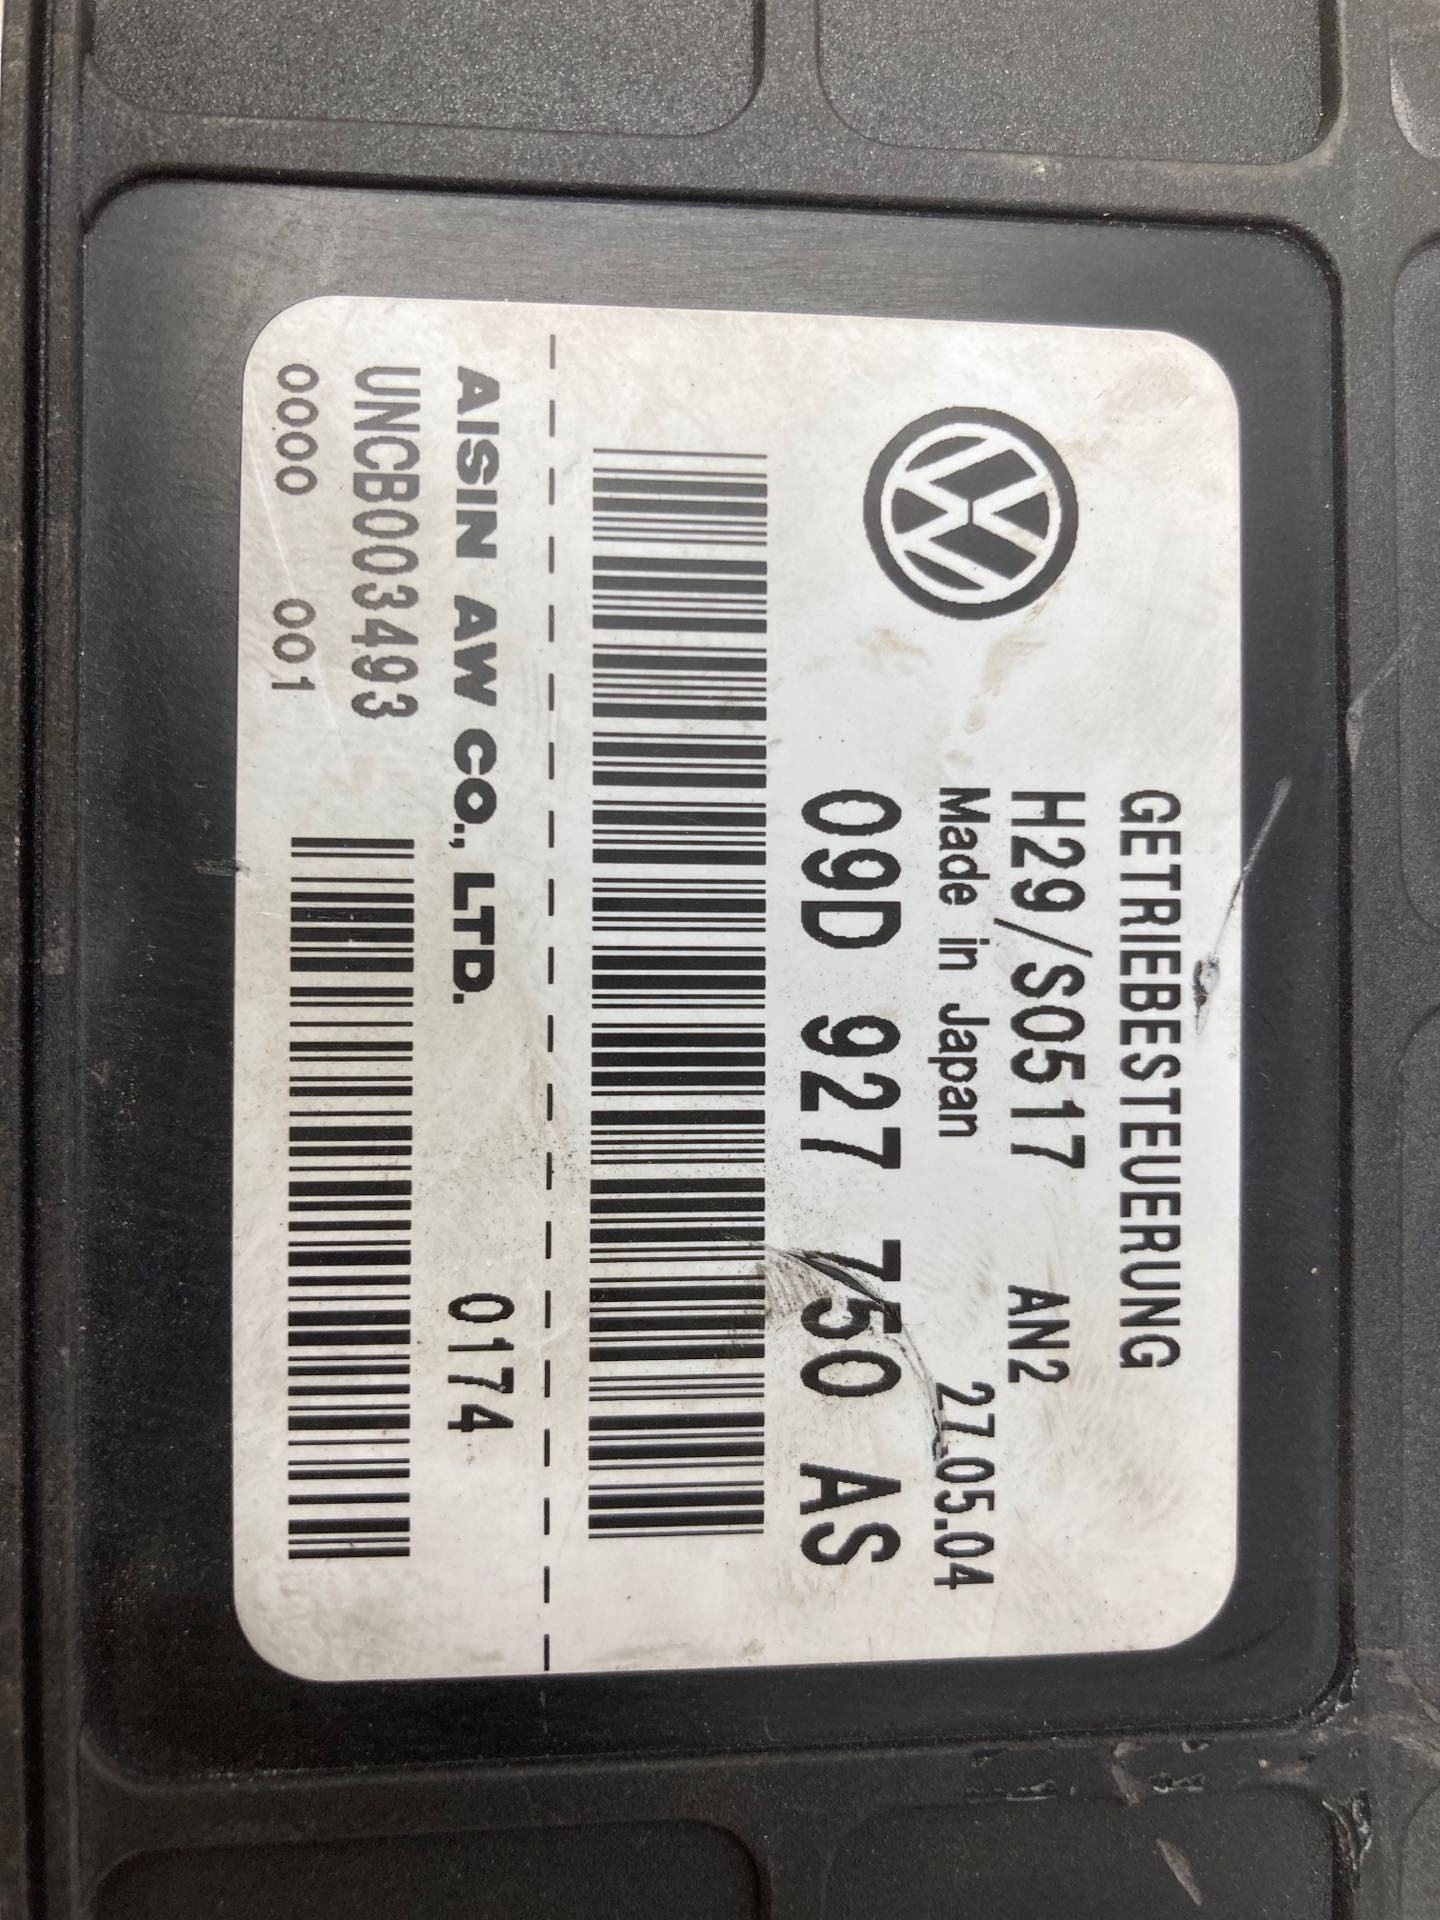 GETRIEBESTEUERUNG
H29/S0517 AN2
Made in Japan 27.05.04
09D 927 750 AS
AISIN AW CO., LTD. 0174
UNCB003493
0000 001